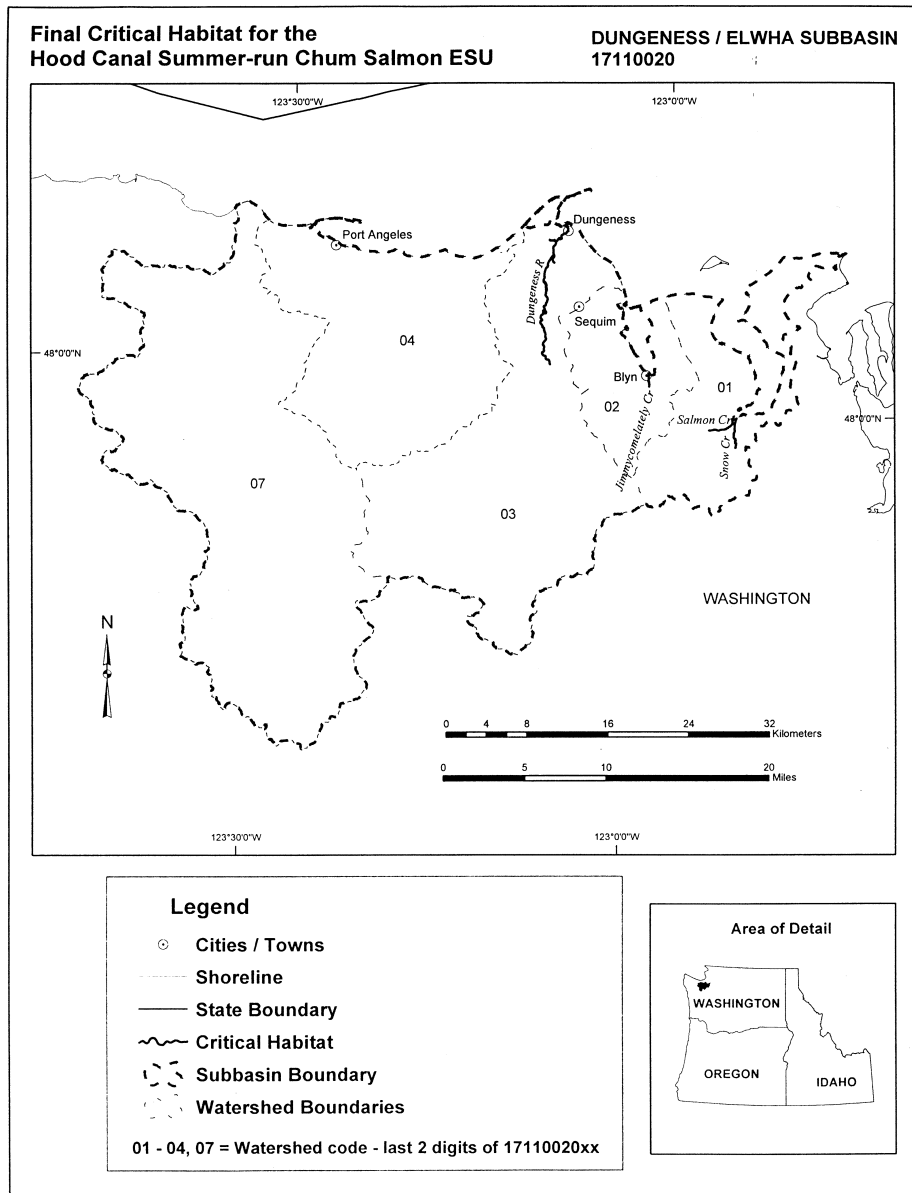 Final Critical Habitat for the
Hood Canal Summer-run Chum Salmon ESU
DUNGENESS / ELWHA SUBBASIN
17110020
123°30'0"W
123°0'0"W
Dungeness
Port Angeles
Dungeness R
Sequim
48°0'0"N
04
Blyn
01
02
48°0'0"N
Salmon Cr
Jimmycomelately Cr
Snow Cr
07
03
WASHINGTON
N
0 4 8 16 24 32
Kilometers
0 5 10 20
Miles
123°30'0"W
123°0'0"W
Legend
Cities / Towns
Shoreline
State Boundary
Critical Habitat
Subbasin Boundary
Watershed Boundaries
01 - 04, 07 = Watershed code - last 2 digits of 17110020xx
Area of Detail
WASHINGTON
OREGON
IDAHO